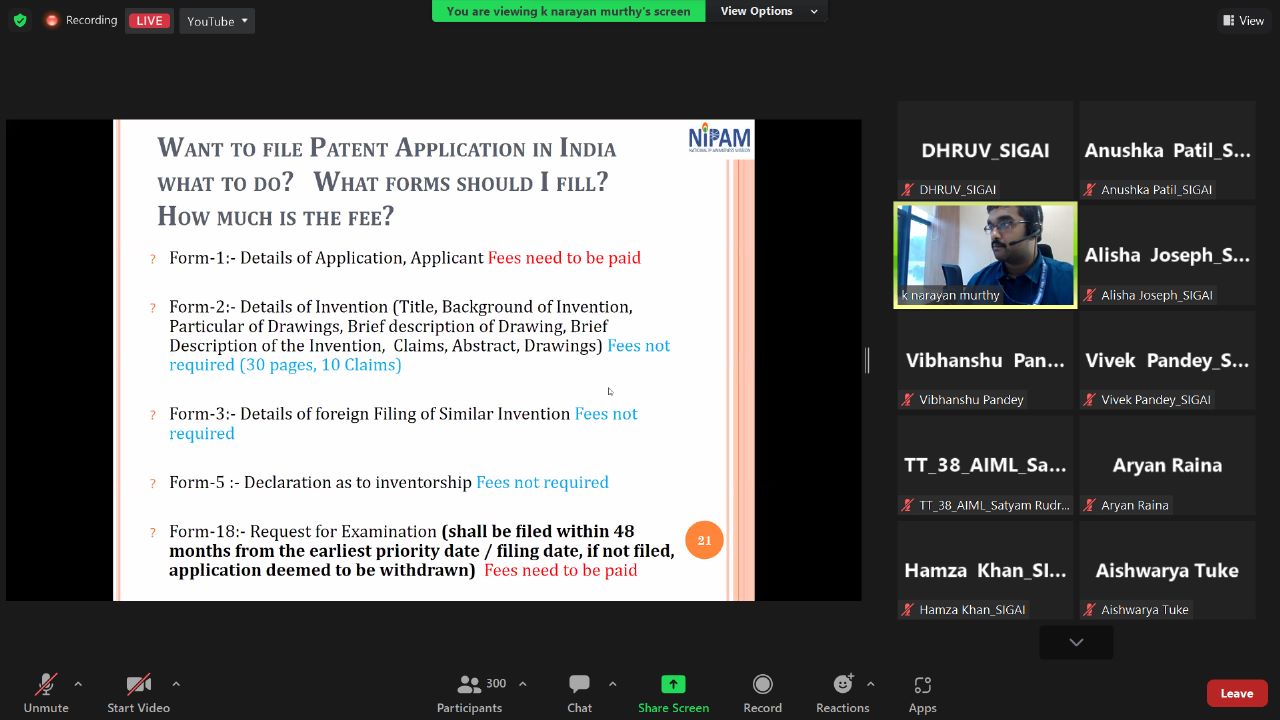 Recording
LIVE
YouTube
You are viewing k narayan murthy's screen
View Options
View
WANT TO FILE PATENT APPLICATION IN INDIA
WHAT TO DO? WHAT FORMS SHOULD I FILL?
HOW MUCH IS THE FEE?
NIPAM
? Form-1:- Details of Application, Applicant Fees need to be paid
? Form-2:- Details of Invention (Title, Background of Invention,
Particular of Drawings, Brief description of Drawing, Brief
Description of the Invention, Claims, Abstract, Drawings) Fees not
required (30 pages, 10 Claims)
? Form-3:- Details of foreign Filing of Similar Invention Fees not
required
? Form-5 :- Declaration as to inventorship Fees not required
? Form-18:- Request for Examination (shall be filed within 48
months from the earliest priority date / filing date, if not filed,
application deemed to be withdrawn) Fees need to be paid
21
DHRUV_SIGAI
DHRUV_SIGAI
Anushka Patil_S...
Anushka Patil_SIGAI
k narayan murthy
Alisha Joseph_S...
Alisha Joseph_SIGAI
Vibhanshu Pan...
Vibhanshu Pandey
Vivek Pandey_S...
Vivek Pandey_SIGAI
TT_38_AIML_Sa...
TT_38_AIML_Satyam Rudr...
Aryan Raina
Aryan Raina
Hamza Khan_SI...
Hamza Khan_SIGAI
Aishwarya Tuke
Aishwarya Tuke
Unmute
Start Video
300
Participants
Chat
Share Screen
Record
Reactions
Apps
Leave